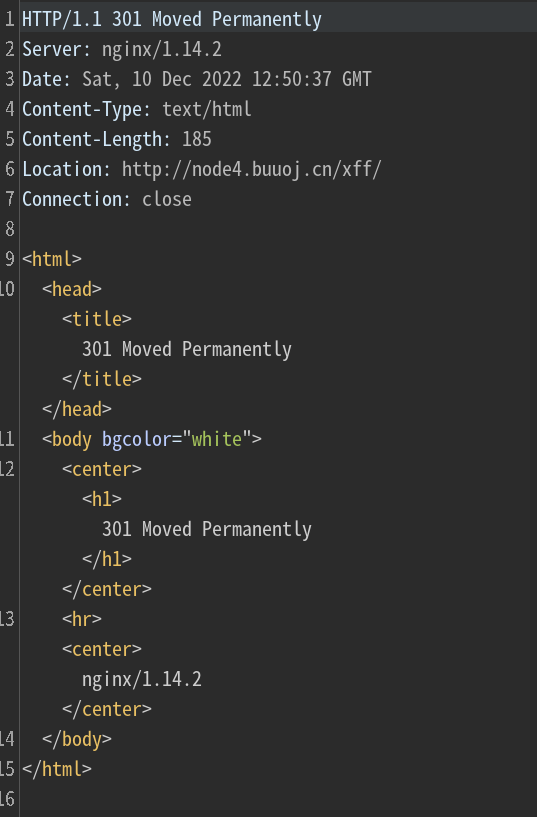 1 HTTP/1.1 301 Moved Permanently
2 Server: nginx/1.14.2
3 Date: Sat, 10 Dec 2022 12:50:37 GMT
4 Content-Type: text/html
5 Content-Length: 185
6 Location: http://node4.buuoj.cn/xff/
7 Connection: close
8
9 <html>
10 <head>
<title>
301 Moved Permanently
</title>
</head>
11 <body bgcolor="white">
12 <center>
<h1>
301 Moved Permanently
</h1>
</center>
13 <hr>
<center>
nginx/1.14.2
</center>
14 </body>
15 </html>
16